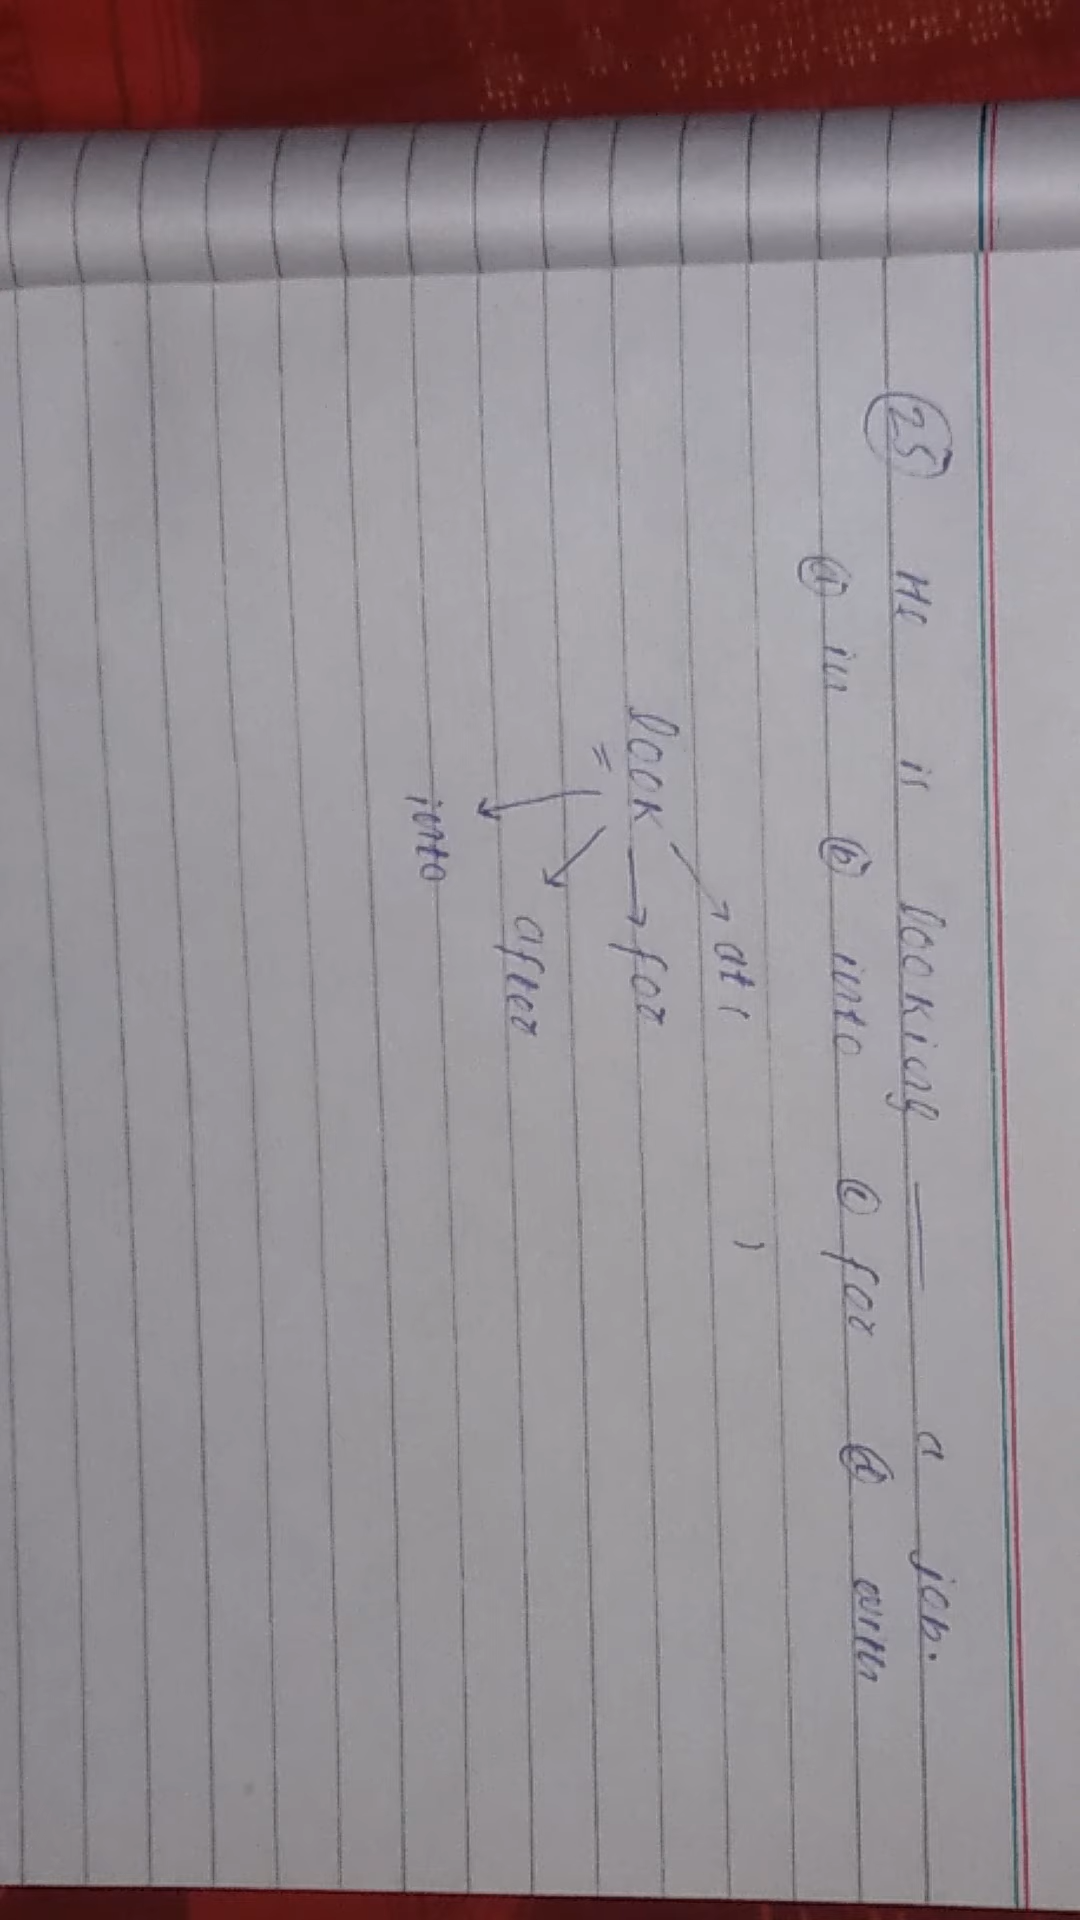 25 He is looking ___ a job.
a in b into c for d with
at
look → for
after
into